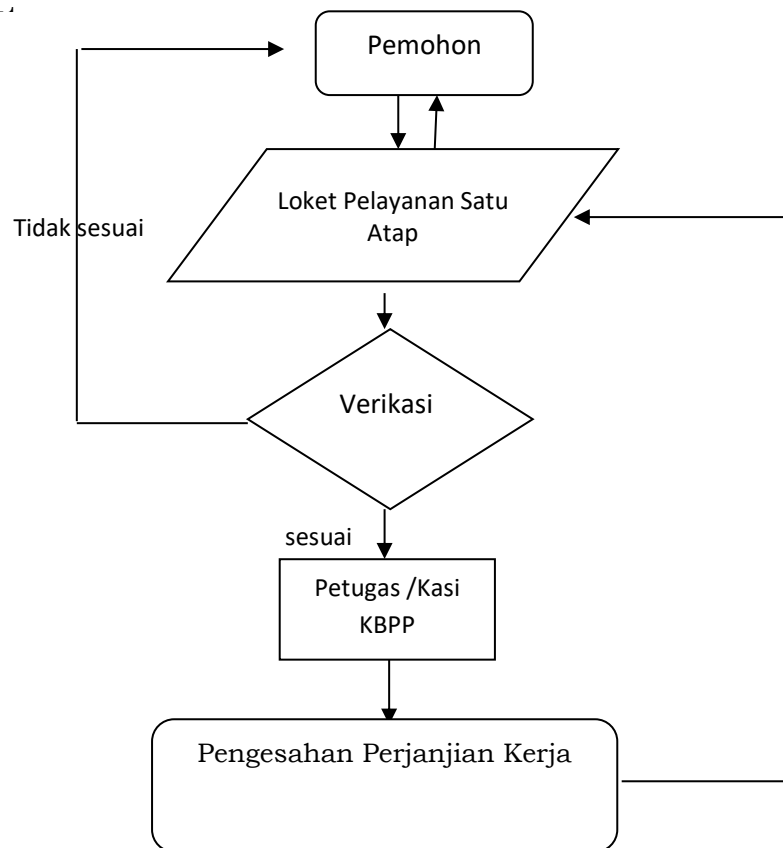 Pemohon
Loket Pelayanan Satu
Atap
Tidak sesuai
Verikasi
sesuai
Petugas /Kasi
KBPP
Pengesahan Perjanjian Kerja